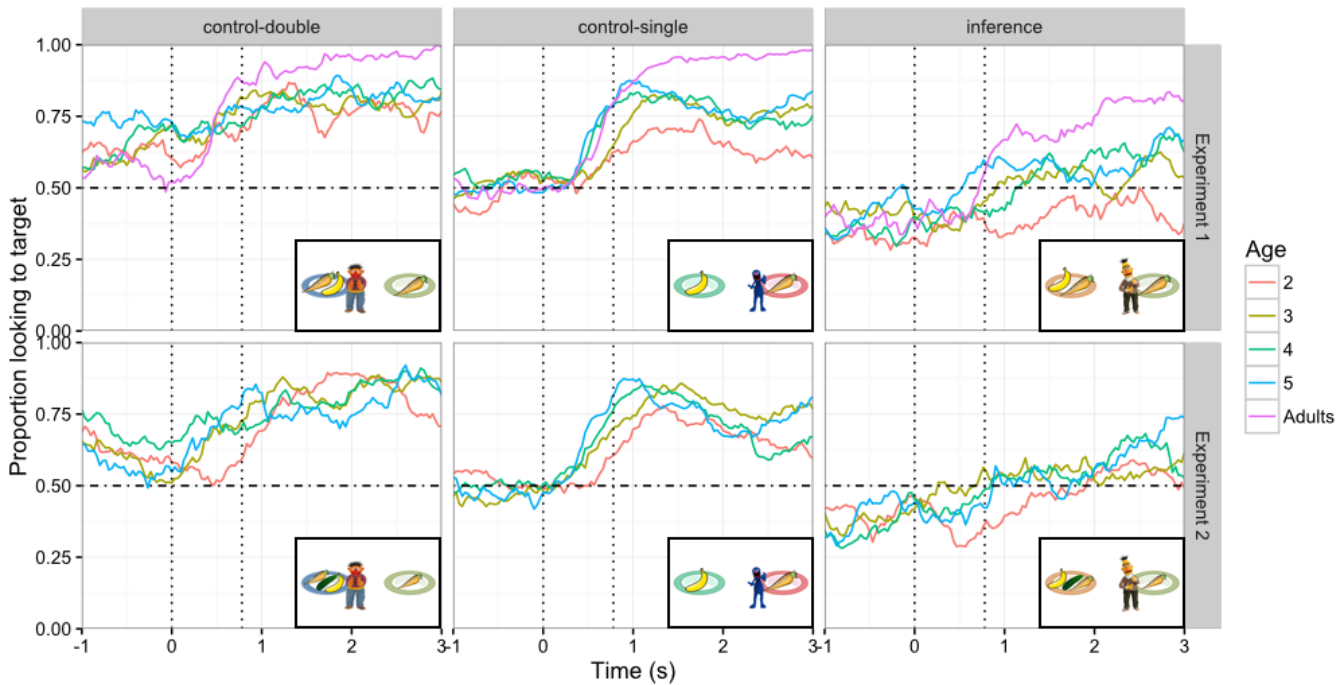 control-double control-single inference
Proportion looking to target
1.00
0.75
0.50
0.25
0.00
Experiment 1
1.00
0.75
0.50
0.25
0.00
Experiment 2
-1 0 1 2 3 -1 0 1 2 3 -1 0 1 2 3
Time (s)
Age
2
3
4
5
Adults